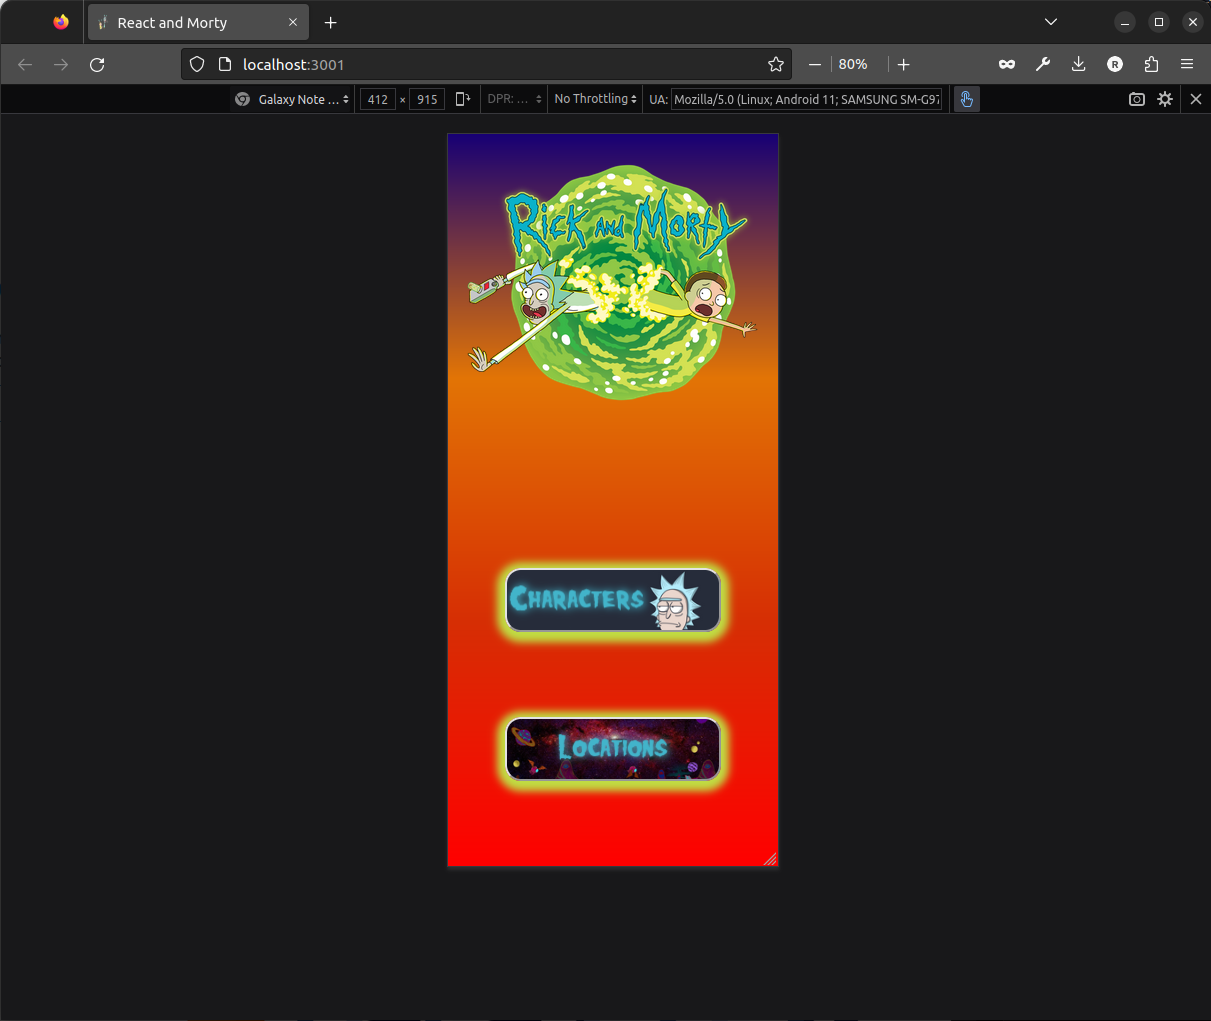 React and Morty
localhost:3001
80%
R
Galaxy Note ...
412 × 915
DPR: ...
No Throttling
UA: Mozilla/5.0 (Linux; Android 11; SAMSUNG SM-G97
Rick and Morty
Characters
Locations